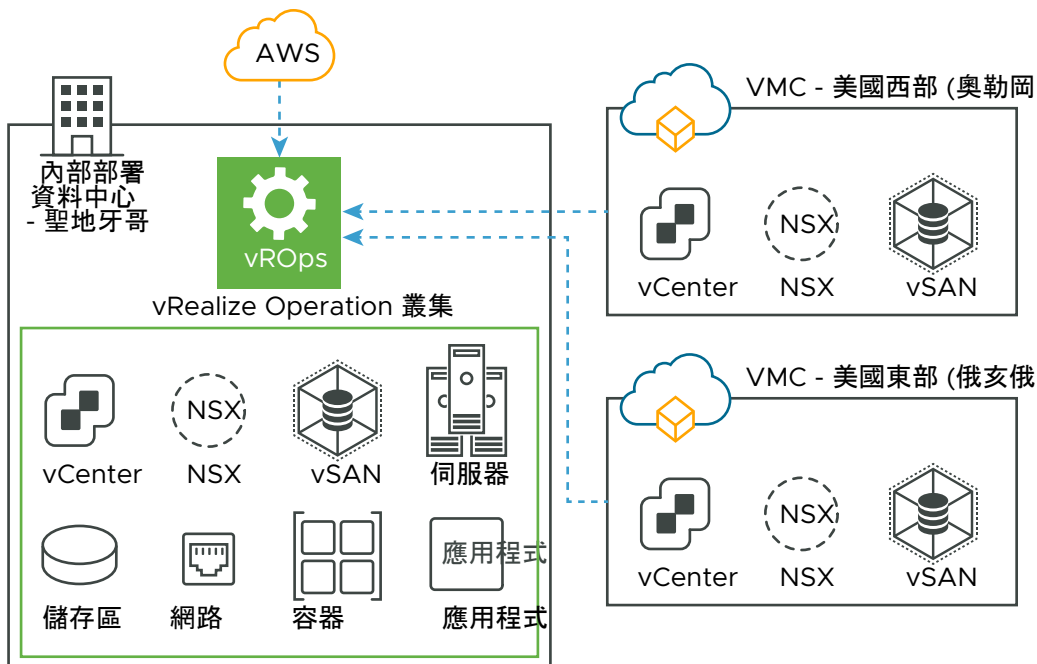 AWS
內部部署
資料中心
- 聖地牙哥
vROps
vRealize Operation 叢集
vCenter
NSX
NSX
vSAN
伺服器
儲存區
網路
容器
應用程式
應用程式
VMC - 美國西部 (奧勒岡
NSX
vCenter
NSX
vSAN
VMC - 美國東部 (俄亥俄
NSX
vCenter
NSX
vSAN